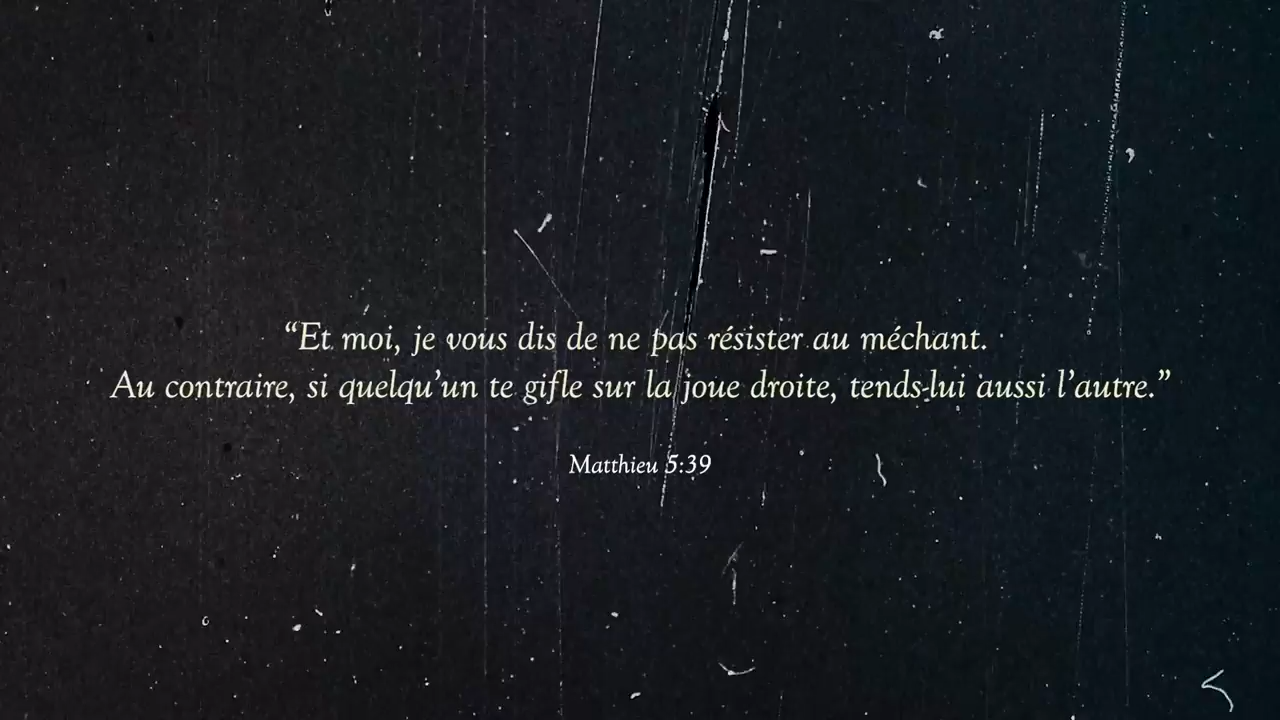 “Et moi, je vous dis de ne pas résister au méchant.
Au contraire, si quelqu’un te gifle sur la joue droite, tends-lui aussi l’autre.”
Matthieu 5:39